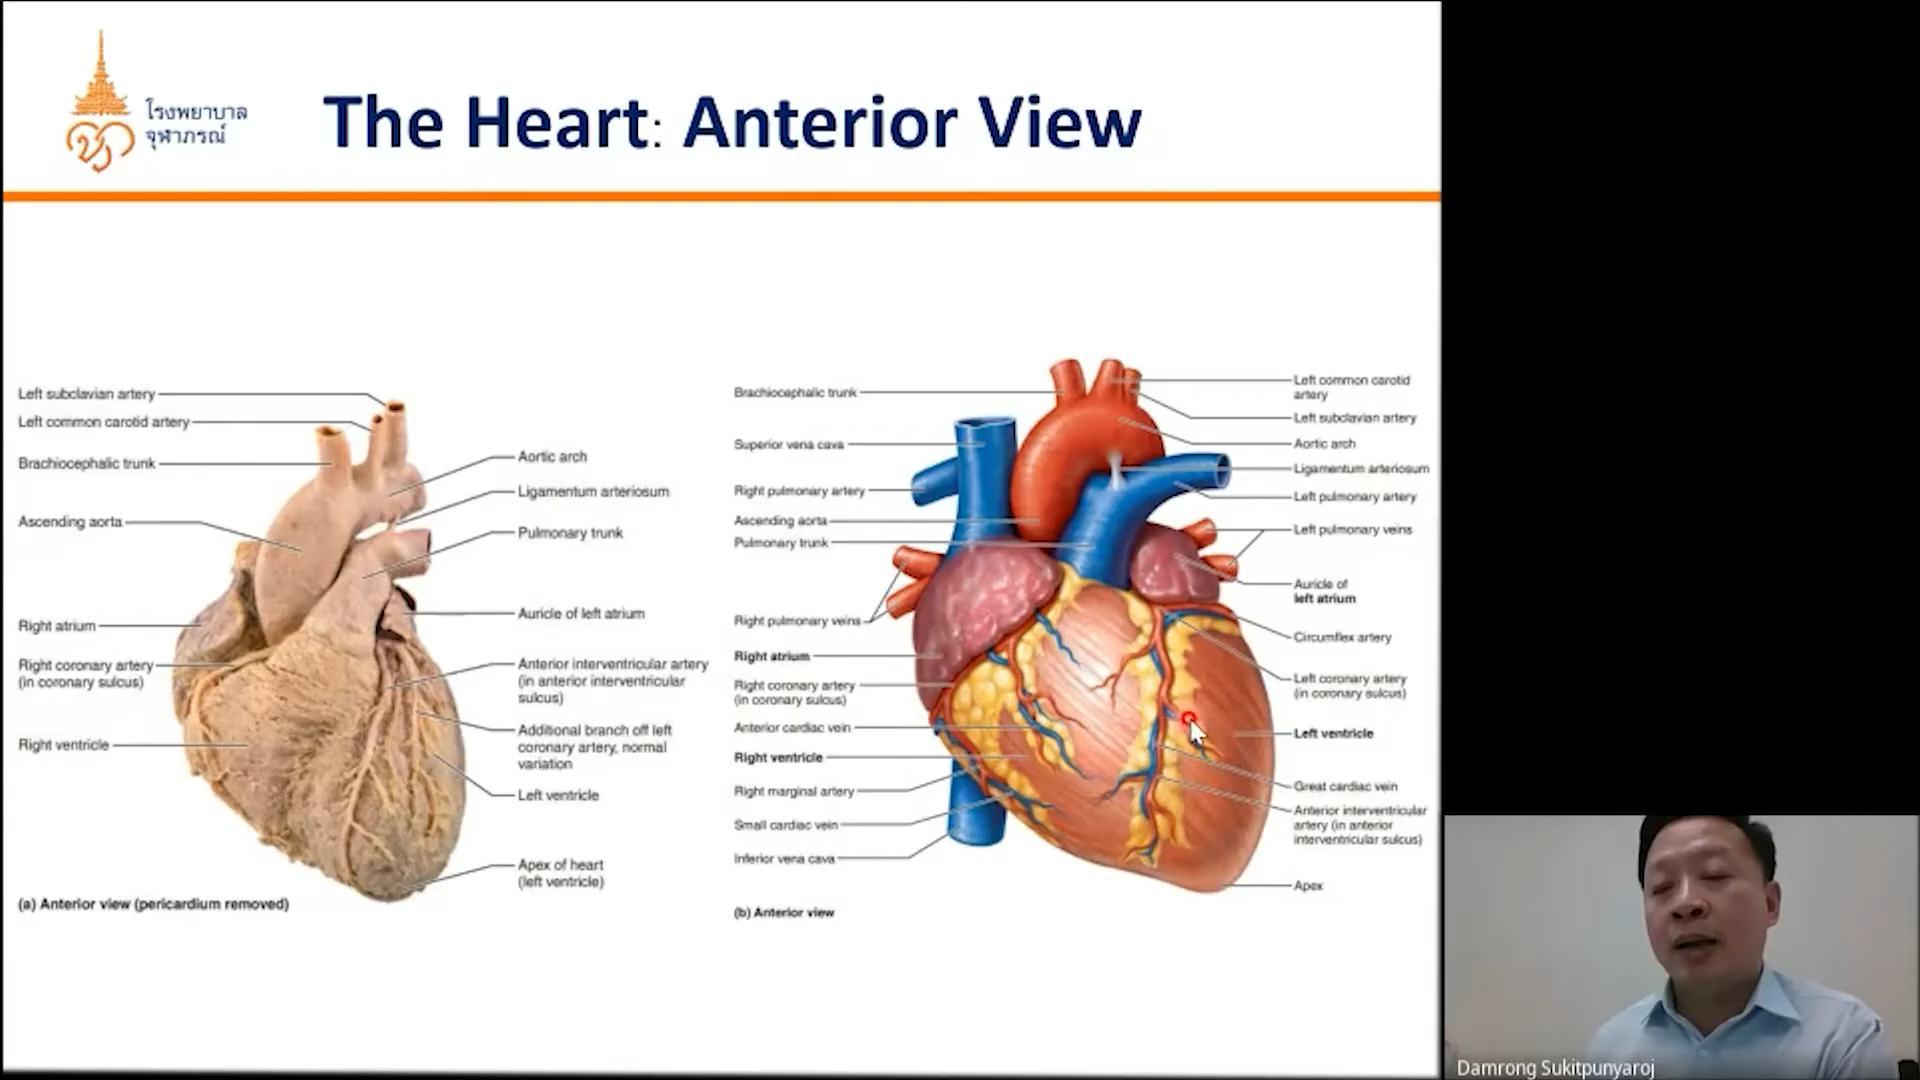 โรงพยาบาล
จุฬาภรณ์
The Heart: Anterior View
Left subclavian artery
Left common carotid artery
Brachiocephalic trunk
Ascending aorta
Right atrium
Right coronary artery
(in coronary sulcus)
Right ventricle
Aortic arch
Ligamentum arteriosum
Pulmonary trunk
Auricle of left atrium
Anterior interventricular artery
(in anterior interventricular
sulcus)
Additional branch off left
coronary artery, normal
variation
Left ventricle
Apex of heart
(left ventricle)
(a) Anterior view (pericardium removed)
Brachiocephalic trunk
Superior vena cava
Right pulmonary artery
Ascending aorta
Pulmonary trunk
Right pulmonary veins
Right atrium
Right coronary artery
(in coronary sulcus)
Anterior cardiac vein
Right ventricle
Right marginal artery
Small cardiac vein
Inferior vena cava
Left common carotid
artery
Left subclavian artery
Aortic arch
Ligamentum arteriosum
Left pulmonary artery
Left pulmonary veins
Auricle of
left atrium
Circumflex artery
Left coronary artery
(in coronary sulcus)
Left ventricle
Great cardiac vein
Anterior interventricular
artery (in anterior
interventricular sulcus)
Apex
(b) Anterior view
Damrong Sukitpunyaroj